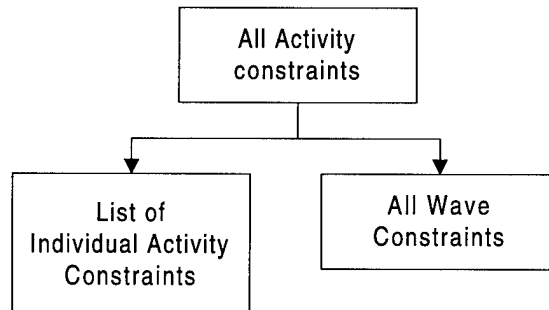 All Activity
constraints
List of
Individual Activity
Constraints
All Wave
Constraints